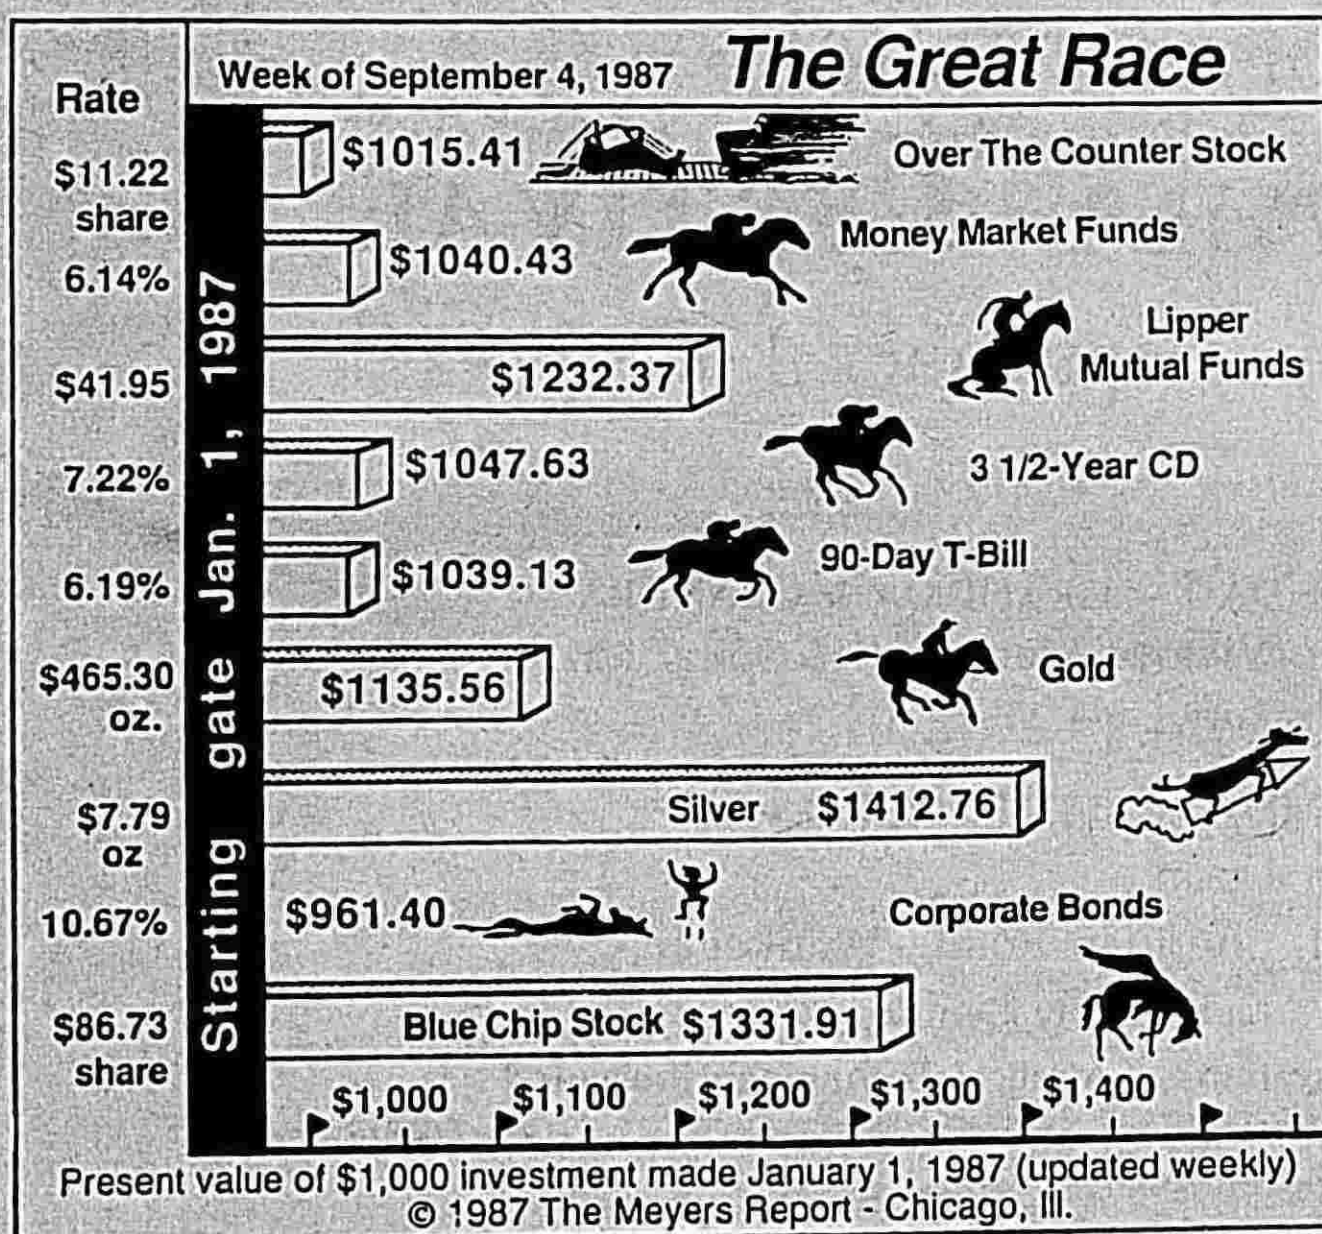 Rate
Week of September 4, 1987
The Great Race
$11.22
share
$1015.41
Over The Counter Stock
6.14%
$1040.43
Money Market Funds
$41.95
$1232.37
Lipper
Mutual Funds
7.22%
$1047.63
3 1/2-Year CD
6.19%
$1039.13
90-Day T-Bill
$465.30
oz.
$1135.56
Gold
$7.79
oz
Silver $1412.76
10.67%
$961.40
Corporate Bonds
$86.73
share
Blue Chip Stock $1331.91
Starting gate Jan. 1, 1987
$1,000 $1,100 $1,200 $1,300 $1,400
Present value of $1,000 investment made January 1, 1987 (updated weekly)
© 1987 The Meyers Report - Chicago, Ill.